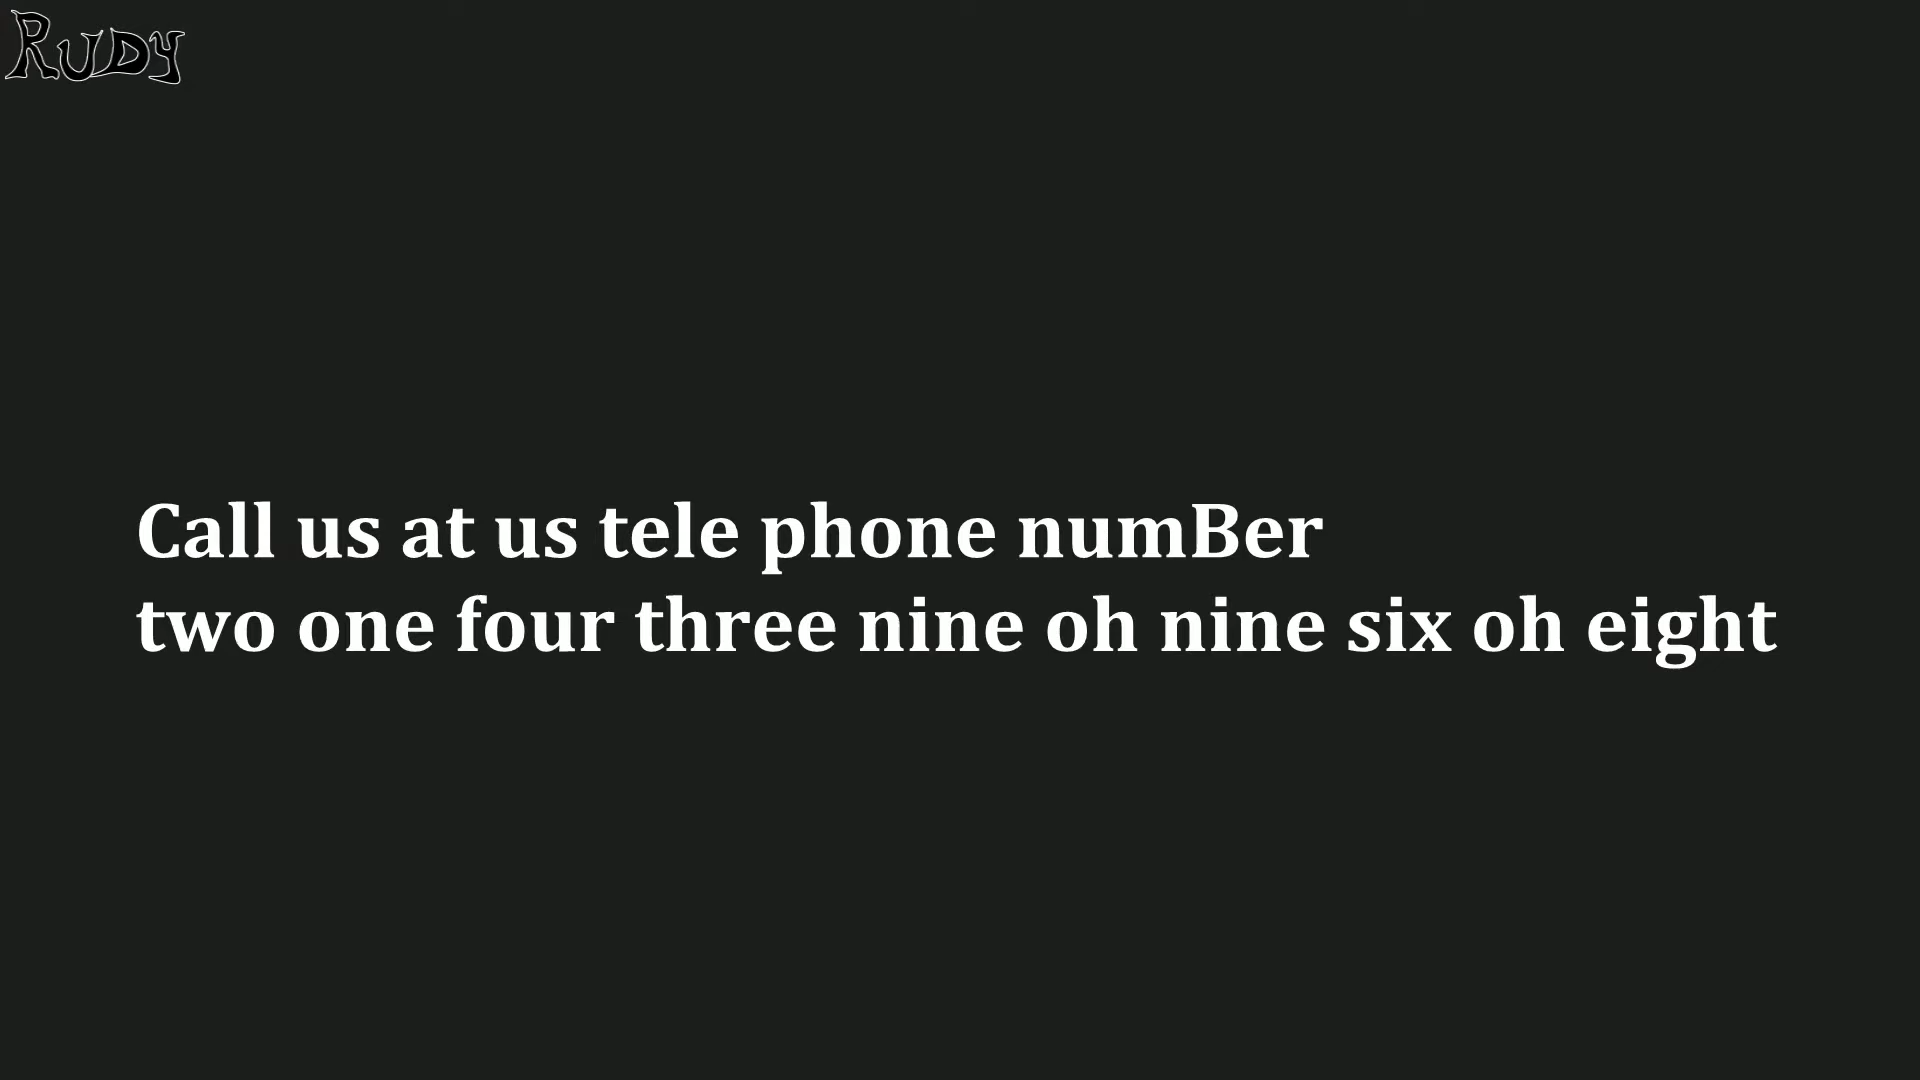 RUDY
Call us at us tele phone numBer
two one four three nine oh nine six oh eight